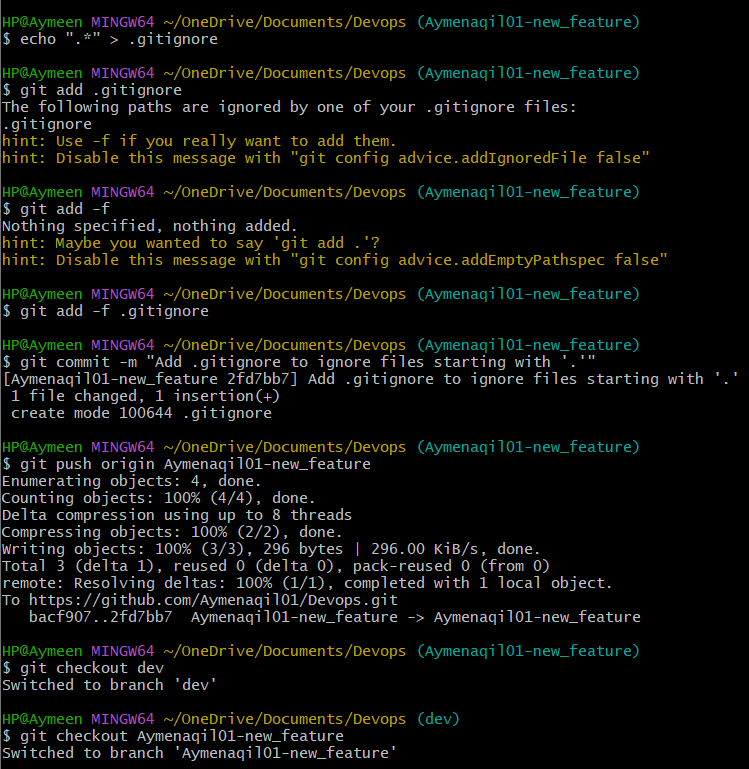 HP@Aymeen MINGW64 ~/OneDrive/Documents/Devops (Aymenaqil01-new_feature)
$ echo ".*" > .gitignore
HP@Aymeen MINGW64 ~/OneDrive/Documents/Devops (Aymenaqil01-new_feature)
$ git add .gitignore
The following paths are ignored by one of your .gitignore files:
.gitignore
hint: Use -f if you really want to add them.
hint: Disable this message with "git config advice.addIgnoredFile false"
HP@Aymeen MINGW64 ~/OneDrive/Documents/Devops (Aymenaqil01-new_feature)
$ git add -f
Nothing specified, nothing added.
hint: Maybe you wanted to say 'git add .'?
hint: Disable this message with "git config advice.addEmptyPathspec false"
HP@Aymeen MINGW64 ~/OneDrive/Documents/Devops (Aymenaqil01-new_feature)
$ git add -f .gitignore
HP@Aymeen MINGW64 ~/OneDrive/Documents/Devops (Aymenaqil01-new_feature)
$ git commit -m "Add .gitignore to ignore files starting with '.'"
[Aymenaqil01-new_feature 2fd7bb7] Add .gitignore to ignore files starting with '.'
1 file changed, 1 insertion(+)
create mode 100644 .gitignore
HP@Aymeen MINGW64 ~/OneDrive/Documents/Devops (Aymenaqil01-new_feature)
$ git push origin Aymenaqil01-new_feature
Enumerating objects: 4, done.
Counting objects: 100% (4/4), done.
Delta compression using up to 8 threads
Compressing objects: 100% (2/2), done.
Writing objects: 100% (3/3), 296 bytes | 296.00 KiB/s, done.
Total 3 (delta 1), reused 0 (delta 0), pack-reused 0 (from 0)
remote: Resolving deltas: 100% (1/1), completed with 1 local object.
To https://github.com/Aymenaqil01/Devops.git
bacf907..2fd7bb7 Aymenaqil01-new_feature -> Aymenaqil01-new_feature
HP@Aymeen MINGW64 ~/OneDrive/Documents/Devops (Aymenaqil01-new_feature)
$ git checkout dev
Switched to branch 'dev'
HP@Aymeen MINGW64 ~/OneDrive/Documents/Devops (dev)
$ git checkout Aymenaqil01-new_feature
Switched to branch 'Aymenaqil01-new_feature'